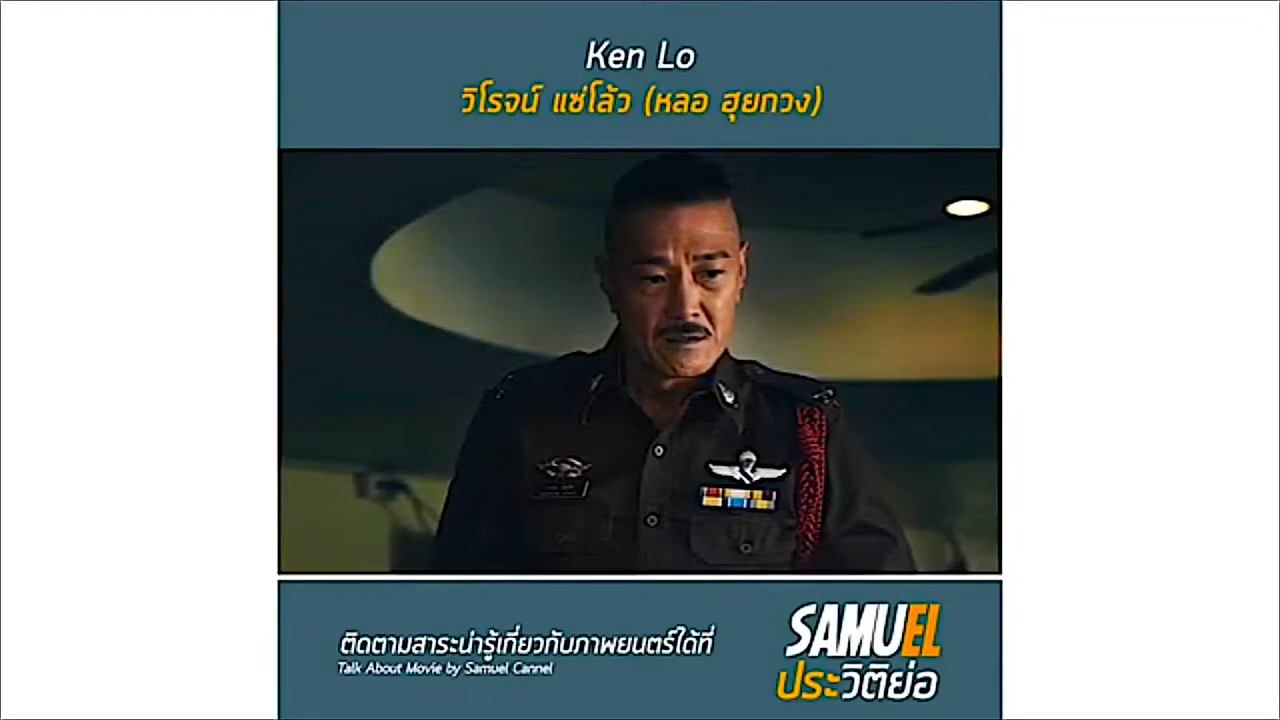 Ken Lo
วิโรจน์ แซ่โล้ว (หลอ ฮุยกวง)
ติดตามสาระน่ารู้เกี่ยวกับภาพยนตร์ได้ที่
Talk About Movie by Samuel Cannel
SAMUEL
ประวิติย่อ